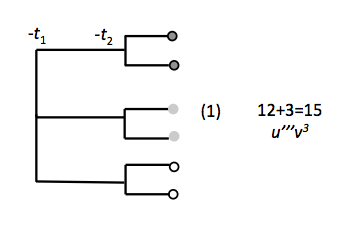 -t₁ -t₂
(1) 12+3=15
u'''v³